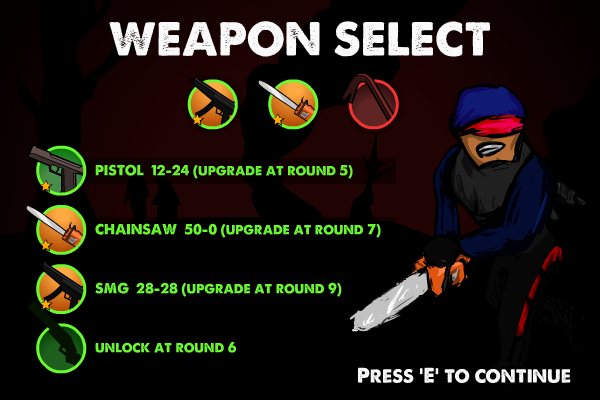 WEAPON SELECT
PISTOL 12-24 (UPGRADE AT ROUND 5)
CHAINSAW 50-0 (UPGRADE AT ROUND 7)
SMG 28-28 (UPGRADE AT ROUND 9)
UNLOCK AT ROUND 6
PRESS 'E' TO CONTINUE